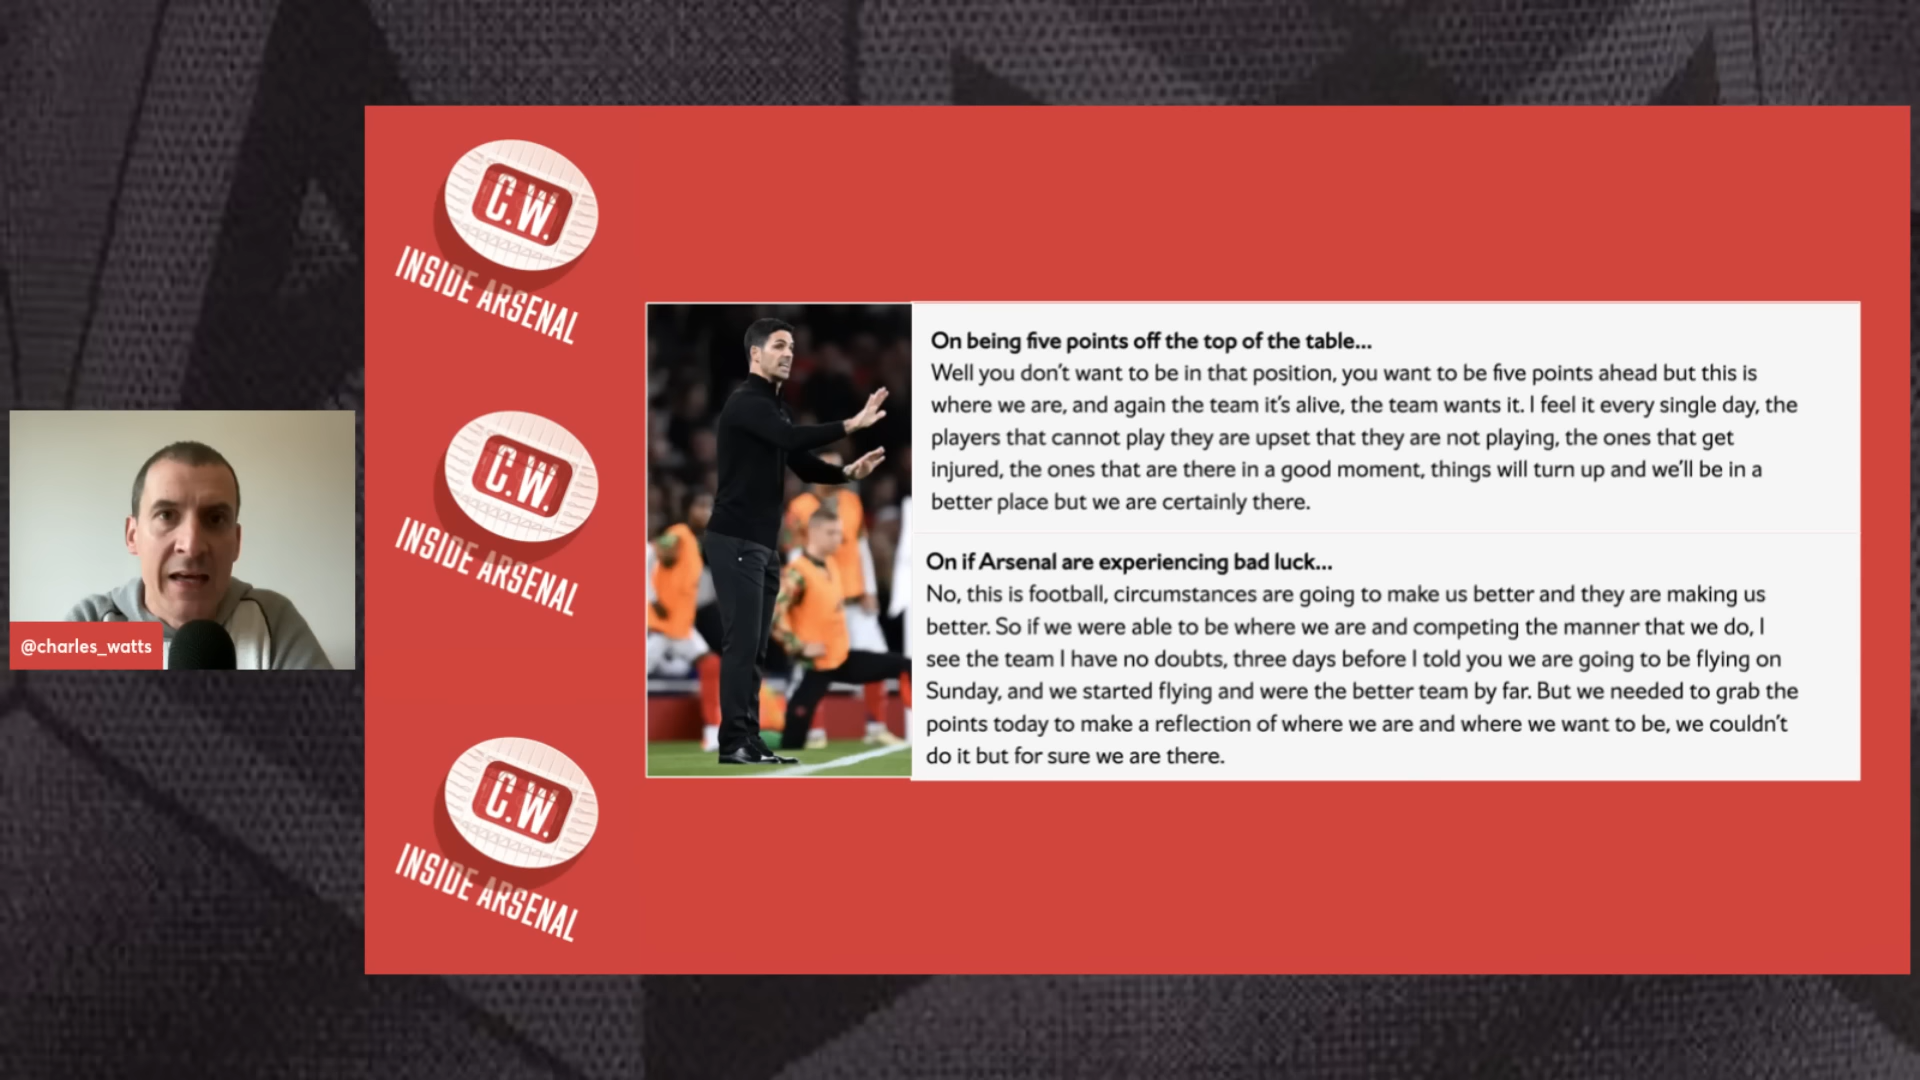 C.W.
INSIDE ARSENAL
C.W.
INSIDE ARSENAL
C.W.
INSIDE ARSENAL
@charles_watts
On being five points off the top of the table...
Well you don't want to be in that position, you want to be five points ahead but this is
where we are, and again the team it's alive, the team wants it. I feel it every single day, the
players that cannot play they are upset that they are not playing, the ones that get
injured, the ones that are there in a good moment, things will turn up and we'll be in a
better place but we are certainly there.
On if Arsenal are experiencing bad luck...
No, this is football, circumstances are going to make us better and they are making us
better. So if we were able to be where we are and competing the manner that we do, I
see the team I have no doubts, three days before I told you we are going to be flying on
Sunday, and we started flying and were the better team by far. But we needed to grab the
points today to make a reflection of where we are and where we want to be, we couldn't
do it but for sure we are there.